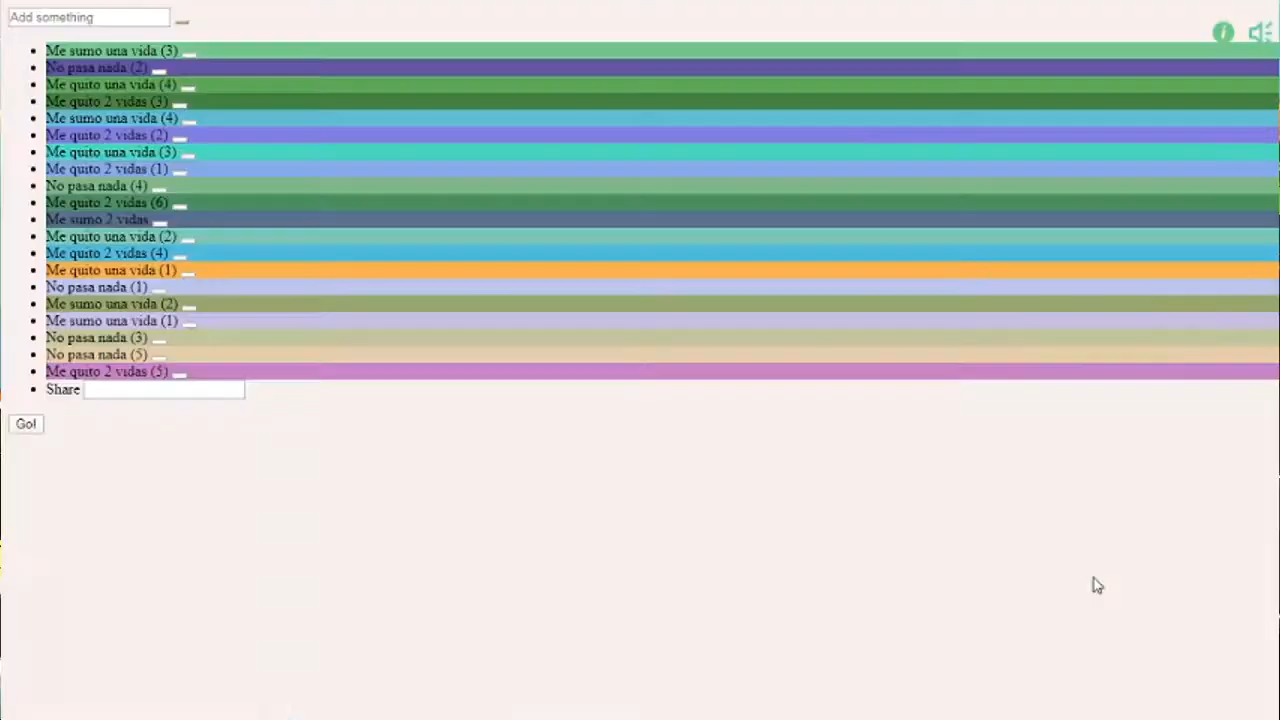 Add something
Me sumo una vida (3)
No pasa nada (2)
Me quito una vida (4)
Me quito 2 vidas (3)
Me sumo una vida (4)
Me quito 2 vidas (2)
Me quito una vida (3)
Me quito 2 vidas (1)
No pasa nada (4)
Me quito 2 vidas (6)
Me sumo 2 vidas
Me quito una vida (2)
Me quito 2 vidas (4)
Me quito una vida (1)
No pasa nada (1)
Me sumo una vida (2)
Me sumo una vida (1)
No pasa nada (3)
No pasa nada (5)
Me quito 2 vidas (5)
Share
Go!